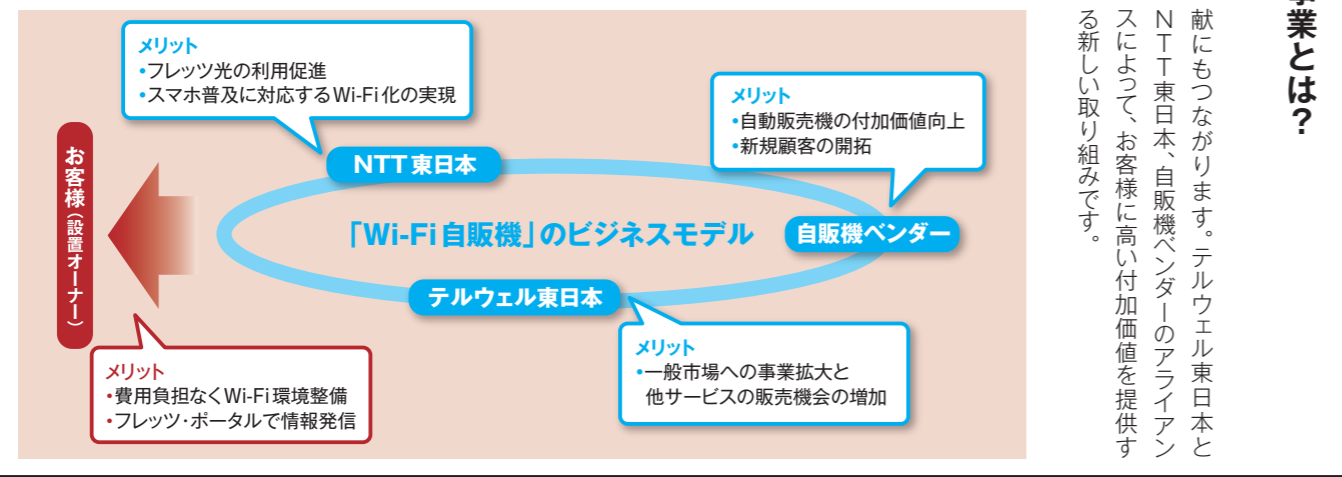 事業とは?
献にもつながります。テルウェル東日本と
NTT東日本、自販機ベンダーのアライアン
スによって、お客様に高い付加価値を提供す
る新しい取り組みです。
メリット
•フレッツ光の利用促進
•スマホ普及に対応するWi-Fi化の実現
メリット
•自動販売機の付加価値向上
•新規顧客の開拓
NTT東日本
「Wi-Fi自販機」のビジネスモデル
自販機ベンダー
テルウェル東日本
お客様(設置オーナー)
メリット
•費用負担なくWi-Fi環境整備
•フレッツ・ポータルで情報発信
メリット
•一般市場への事業拡大と
他サービスの販売機会の増加